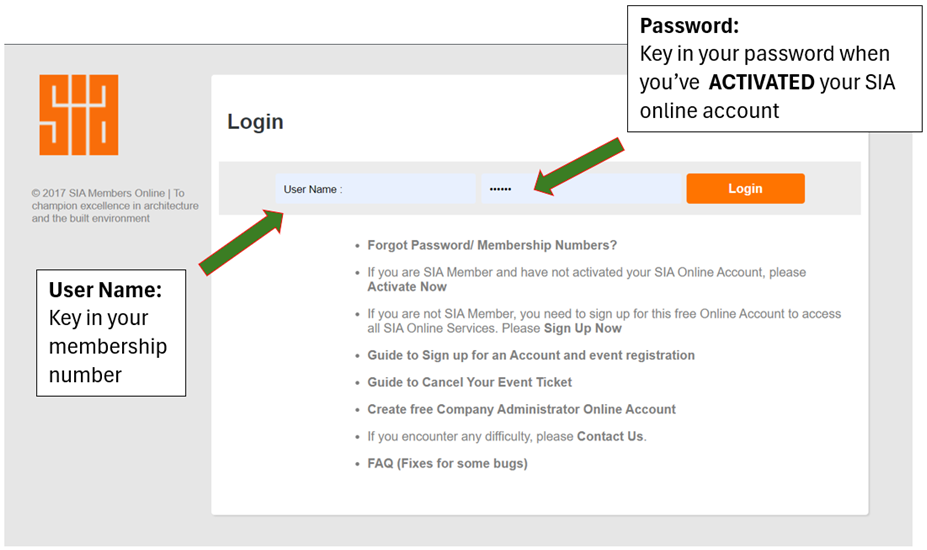 Password:
Key in your password when
you've ACTIVATED your SIA
online account
sia
Login
© 2017 SIA Members Online | To
champion excellence in architecture
and the built environment
User Name :
••••••
Login
User Name:
Key in your
membership
number
• Forgot Password/ Membership Numbers?
• If you are SIA Member and have not activated your SIA Online Account, please
Activate Now
• If you are not SIA Member, you need to sign up for this free Online Account to access
all SIA Online Services. Please Sign Up Now
• Guide to Sign up for an Account and event registration
• Guide to Cancel Your Event Ticket
• Create free Company Administrator Online Account
• If you encounter any difficulty, please Contact Us.
• FAQ (Fixes for some bugs)